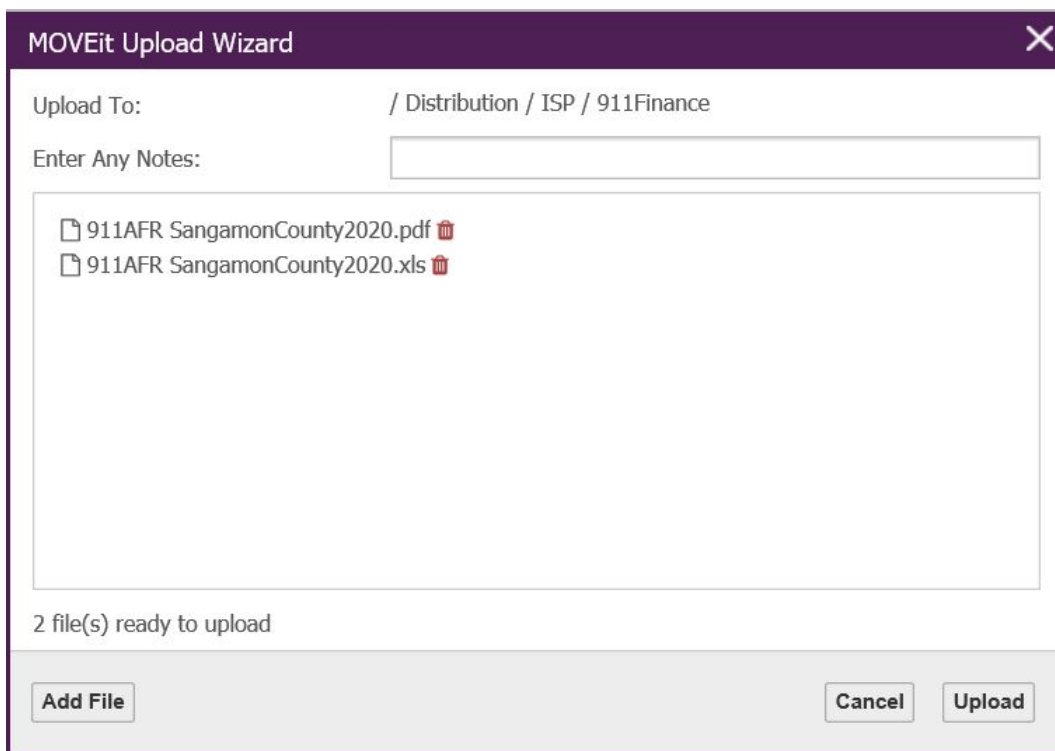 MOVEit Upload Wizard
Upload To: / Distribution / ISP / 911Finance
Enter Any Notes:
911AFR SangamonCounty2020.pdf
911AFR SangamonCounty2020.xls
2 file(s) ready to upload
Add File Cancel Upload